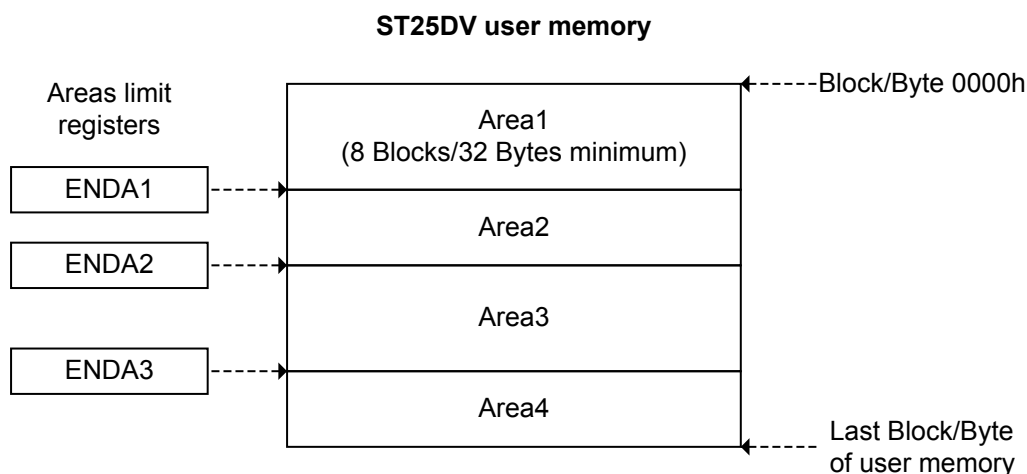 ST25DV user memory
Block/Byte 0000h
Areas limit
registers
Area1
(8 Blocks/32 Bytes minimum)
ENDA1
Area2
ENDA2
Area3
ENDA3
Area4
Last Block/Byte
of user memory